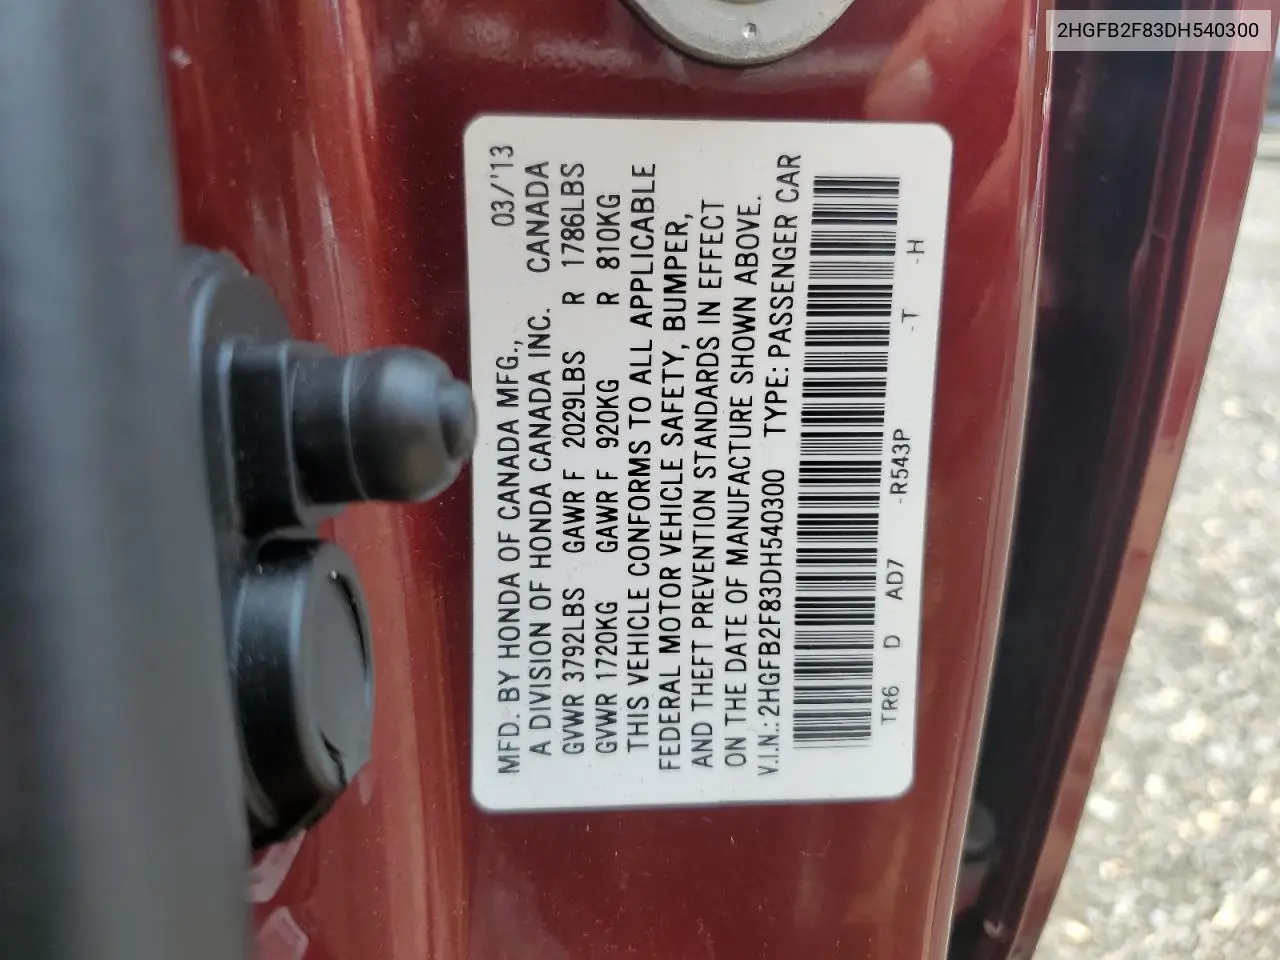 2HGFB2F83DH540300
MFD. BY HONDA OF CANADA MFG., 03/'13
A DIVISION OF HONDA CANADA INC. CANADA
GVWR 3792LBS GAWR F 2029LBS R 1786LBS
GVWR 1720KG GAWR F 920KG R 810KG
THIS VEHICLE CONFORMS TO ALL APPLICABLE
FEDERAL MOTOR VEHICLE SAFETY, BUMPER,
AND THEFT PREVENTION STANDARDS IN EFFECT
ON THE DATE OF MANUFACTURE SHOWN ABOVE.
V.I.N.: 2HGFB2F83DH540300 TYPE: PASSENGER CAR
TR6 D AD7 -R543P -T -H